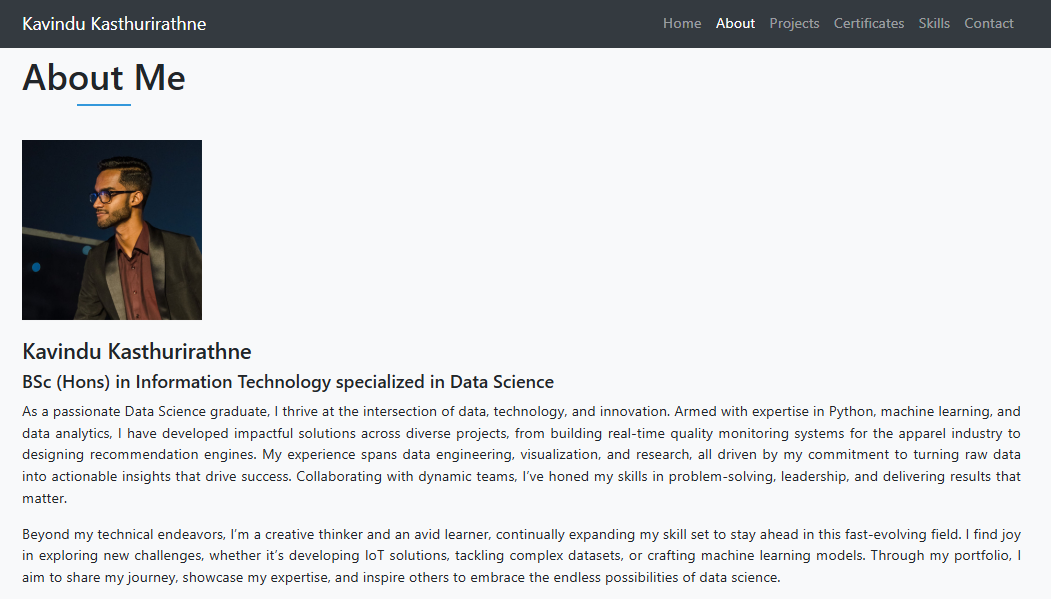 Kavindu Kasthurirathne Home About Projects Certificates Skills Contact
About Me
Kavindu Kasthurirathne
BSc (Hons) in Information Technology specialized in Data Science
As a passionate Data Science graduate, I thrive at the intersection of data, technology, and innovation. Armed with expertise in Python, machine learning, and
data analytics, I have developed impactful solutions across diverse projects, from building real-time quality monitoring systems for the apparel industry to
designing recommendation engines. My experience spans data engineering, visualization, and research, all driven by my commitment to turning raw data
into actionable insights that drive success. Collaborating with dynamic teams, I’ve honed my skills in problem-solving, leadership, and delivering results that
matter.
Beyond my technical endeavors, I’m a creative thinker and an avid learner, continually expanding my skill set to stay ahead in this fast-evolving field. I find joy
in exploring new challenges, whether it’s developing IoT solutions, tackling complex datasets, or crafting machine learning models. Through my portfolio, I
aim to share my journey, showcase my expertise, and inspire others to embrace the endless possibilities of data science.